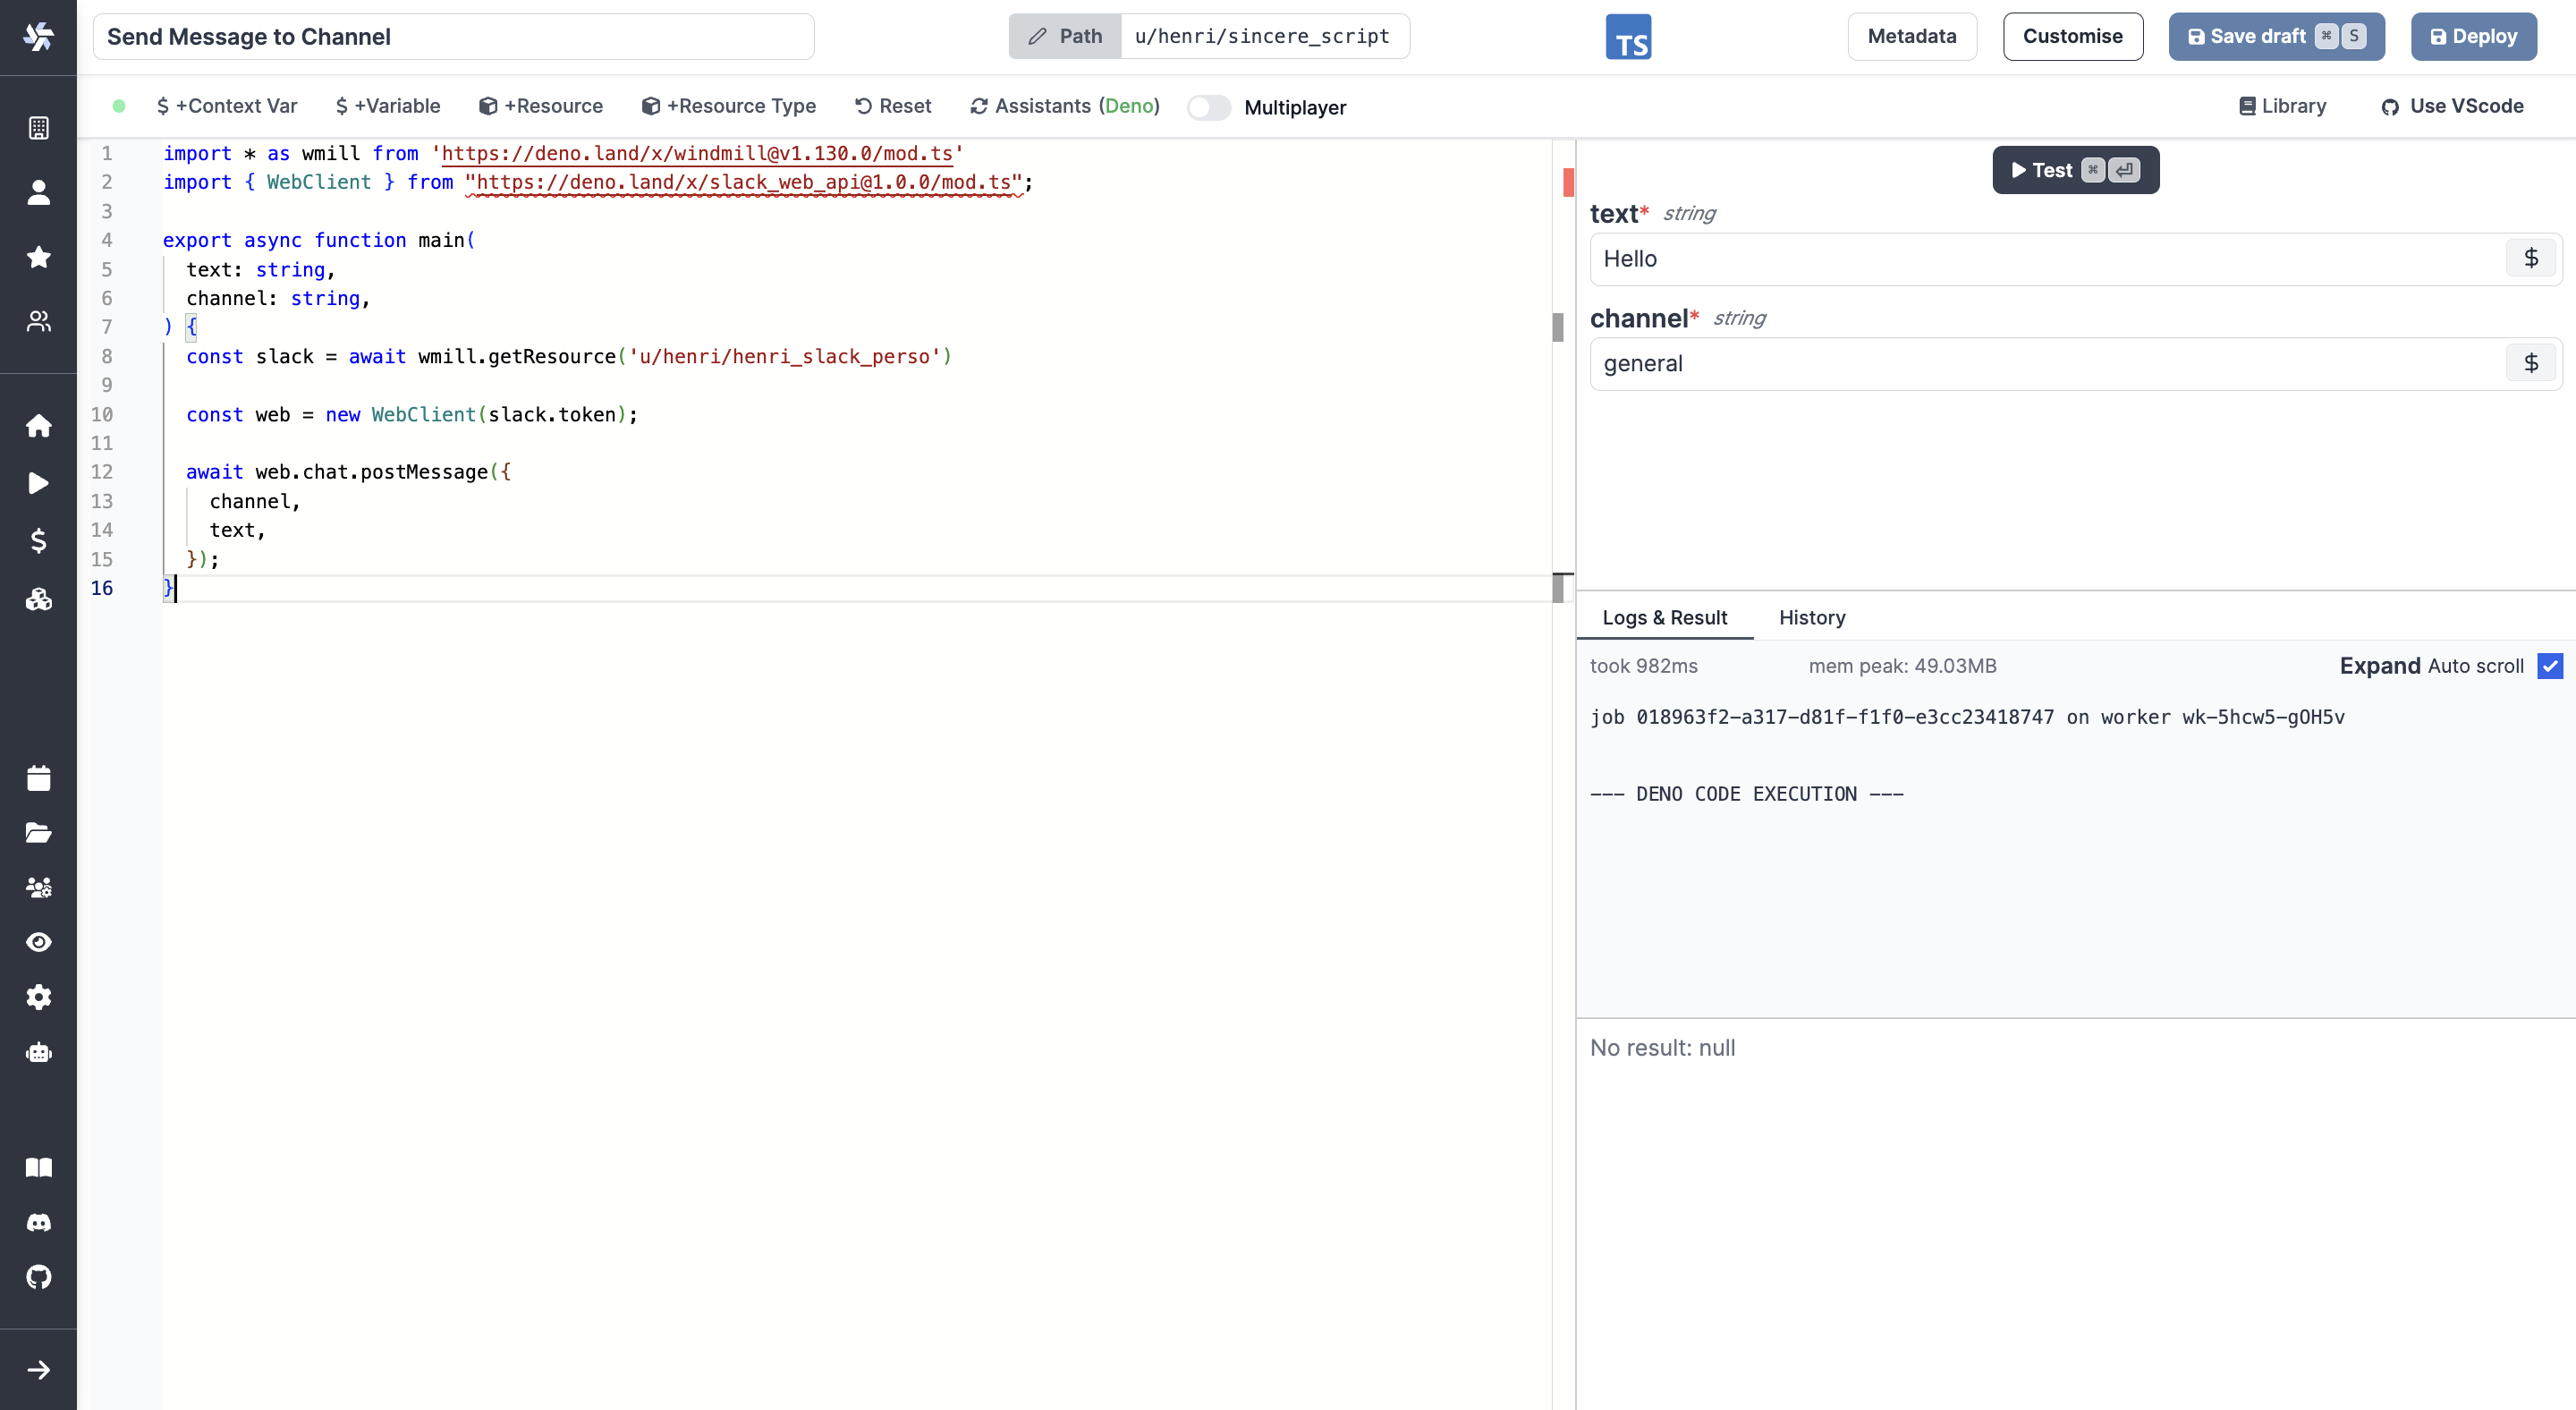 Send Message to Channel
Path u/henri/sincere_script
TS
Metadata
Customise
Save draft ⌘ S
Deploy
$ +Context Var
$ +Variable
+Resource
+Resource Type
Reset
Assistants (Deno)
Multiplayer
Library
Use VScode
1 import * as wmill from 'https://deno.land/x/windmill@v1.130.0/mod.ts'
2 import { WebClient } from "https://deno.land/x/slack_web_api@1.0.0/mod.ts";
3
4 export async function main(
5 text: string,
6 channel: string,
7 ) {
8 const slack = await wmill.getResource('u/henri/henri_slack_perso')
9
10 const web = new WebClient(slack.token);
11
12 await web.chat.postMessage({
13 channel,
14 text,
15 });
16 }
Test ⌘ ⏎
text* string
Hello
$
channel* string
general
$
Logs & Result
History
took 982ms
mem peak: 49.03MB
Expand Auto scroll
job 018963f2-a317-d81f-f1f0-e3cc23418747 on worker wk-5hcw5-gOH5v
--- DENO CODE EXECUTION ---
No result: null